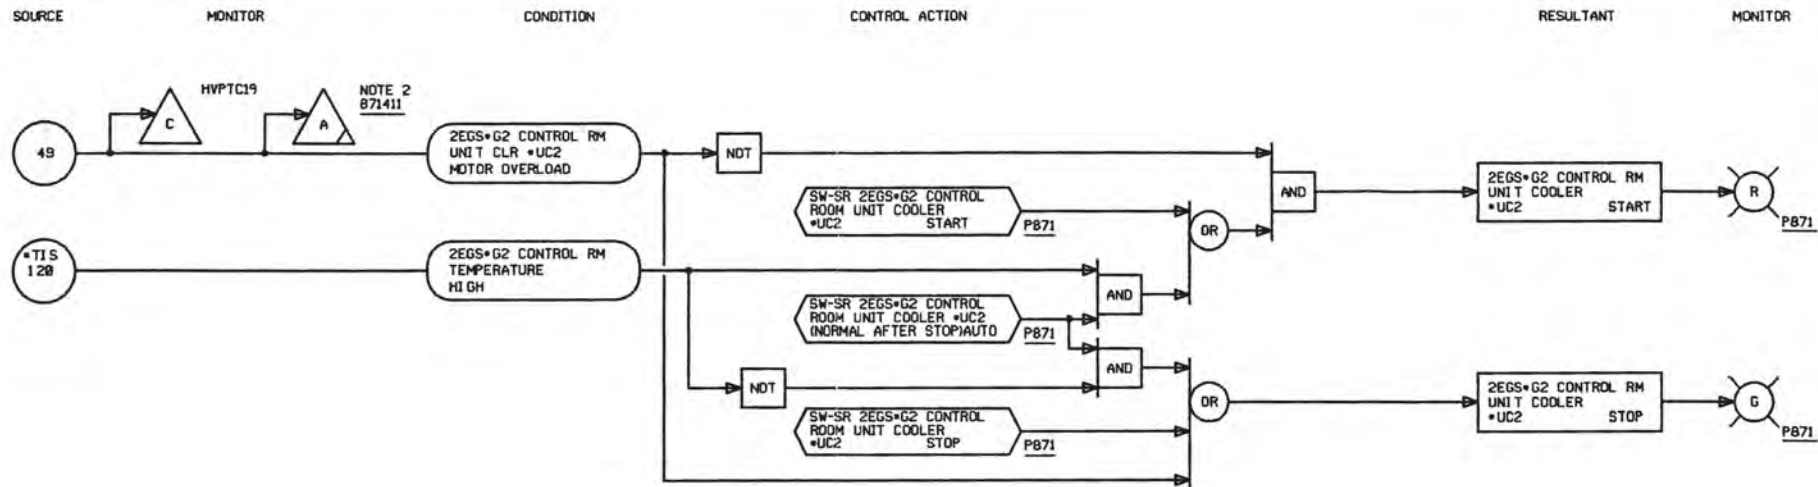 SOURCE MONITOR CONDITION CONTROL ACTION RESULTANT MONITOR
HVPTC19
NOTE 2
871411
C
A
49
2EGS*G2 CONTROL RM
UNIT CLR *UC2
MOTOR OVERLOAD
NOT
AND
2EGS*G2 CONTROL RM
UNIT COOLER
*UC2 START
R
P871
SW-SR 2EGS*G2 CONTROL
ROOM UNIT COOLER
*UC2 START
P871
OR
*TIS
120
2EGS*G2 CONTROL RM
TEMPERATURE
HIGH
AND
SW-SR 2EGS*G2 CONTROL
ROOM UNIT COOLER *UC2
(NORMAL AFTER STOP)AUTO
P871
AND
NOT
OR
2EGS*G2 CONTROL RM
UNIT COOLER
*UC2 STOP
G
P871
SW-SR 2EGS*G2 CONTROL
ROOM UNIT COOLER
*UC2 STOP
P871